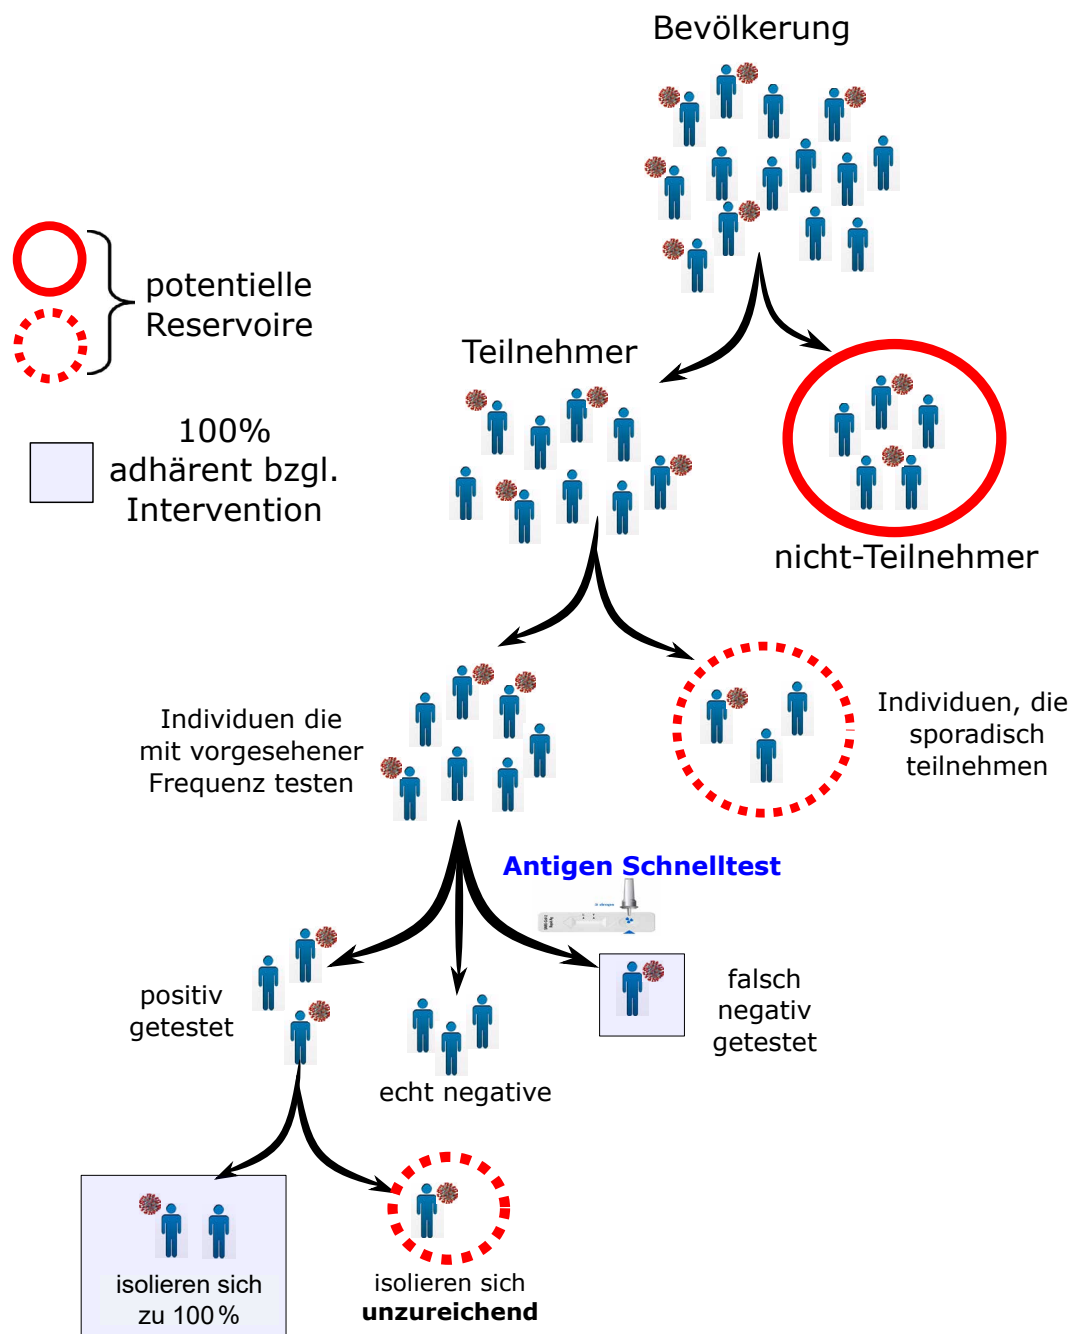 Bevölkerung
potentielle
Reservoire
Teilnehmer
100%
adhärent bzgl.
Intervention
nicht-Teilnehmer
Individuen die
mit vorgesehener
Frequenz testen
Individuen, die
sporadisch
teilnehmen
Antigen Schnelltest
positiv
getestet
echt negative
falsch
negativ
getestet
isolieren sich
zu 100 %
isolieren sich
unzureichend